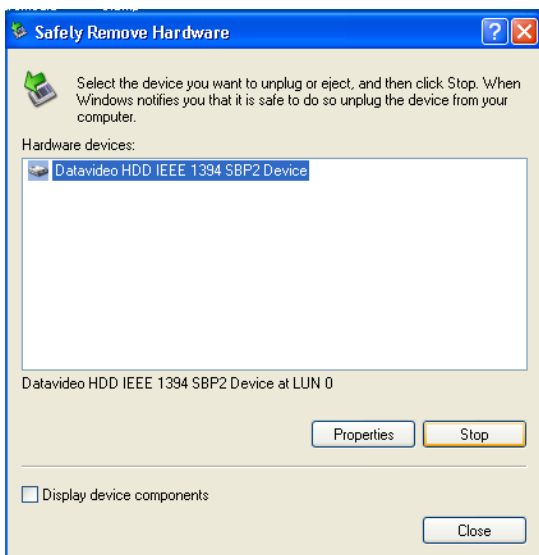 Safely Remove Hardware
Select the device you want to unplug or eject, and then click Stop. When
Windows notifies you that it is safe to do so unplug the device from your
computer.
Hardware devices:
Datavideo HDD IEEE 1394 SBP2 Device
Datavideo HDD IEEE 1394 SBP2 Device at LUN 0
Properties Stop
Display device components
Close